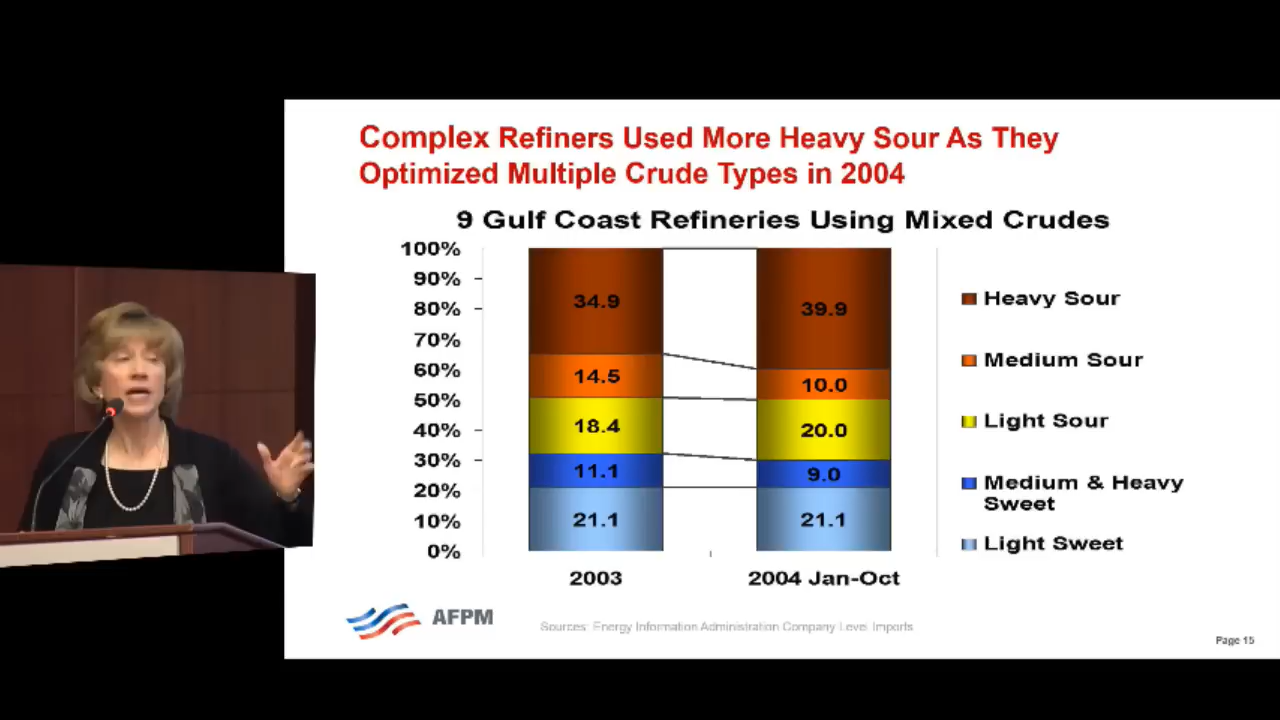 Complex Refiners Used More Heavy Sour As They
Optimized Multiple Crude Types in 2004
9 Gulf Coast Refineries Using Mixed Crudes
100%
90%
80%
70%
60%
50%
40%
30%
20%
10%
0%
34.9
14.5
18.4
11.1
21.1
39.9
10.0
20.0
9.0
21.1
2003
2004 Jan-Oct
Heavy Sour
Medium Sour
Light Sour
Medium & Heavy
Sweet
Light Sweet
AFPM
Sources: Energy Information Administration Company Level Imports
Page 15